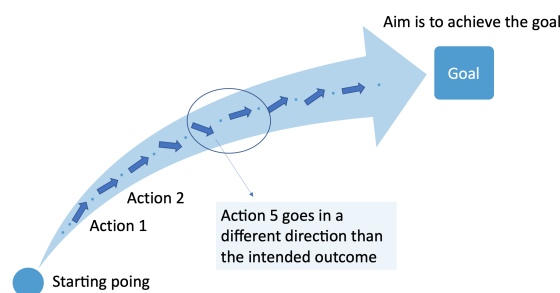 Aim is to achieve the goal
Goal
Action 2
Action 1
Action 5 goes in a
different direction than
the intended outcome
Starting poing